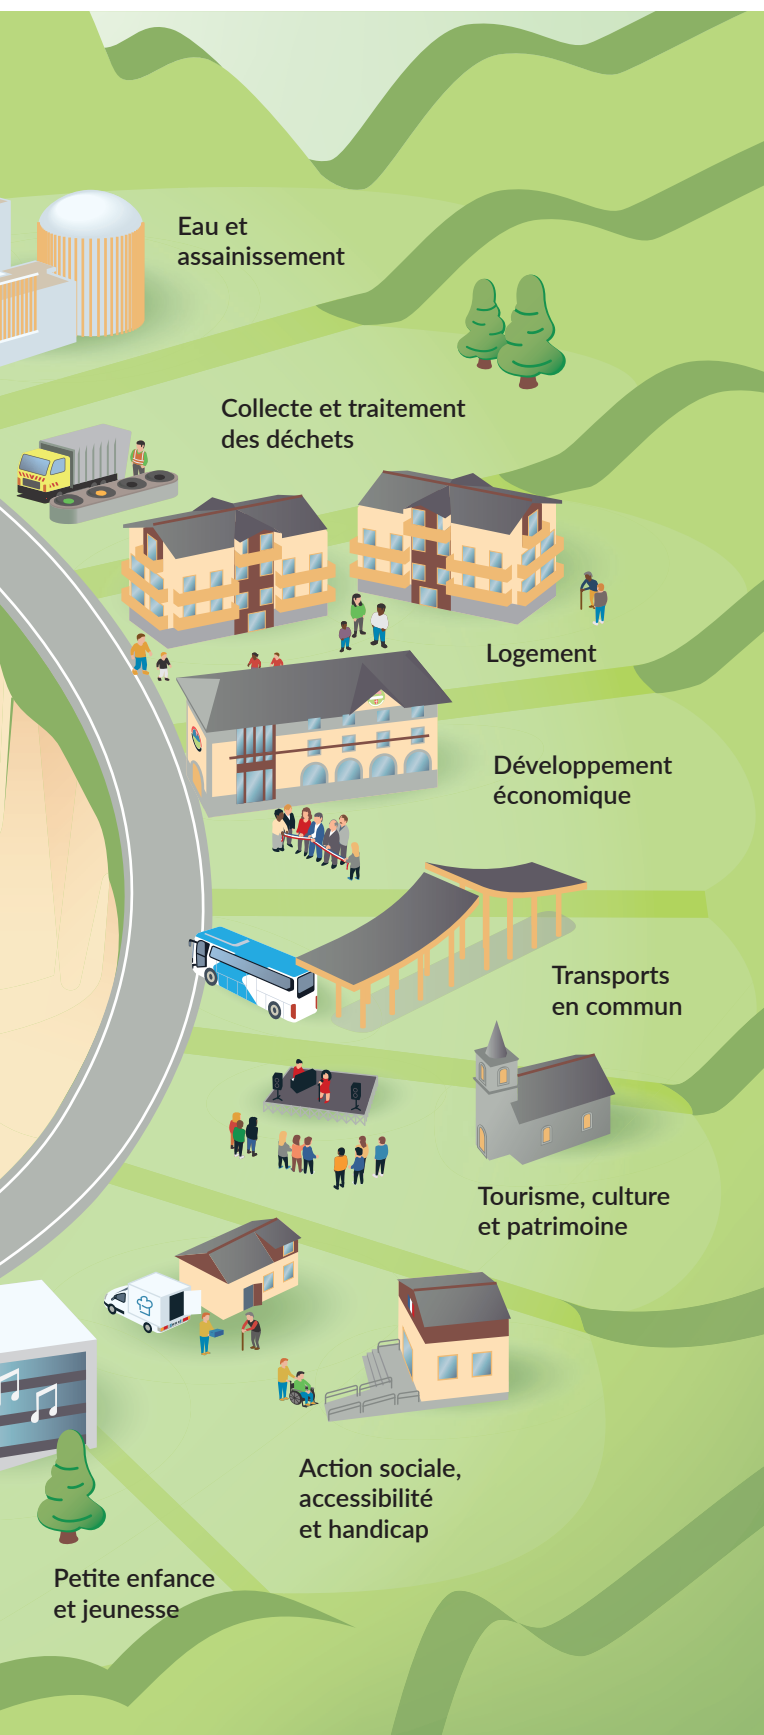 Eau et
assainissement
Collecte et traitement
des déchets
Logement
Développement
économique
Transports
en commun
Tourisme, culture
et patrimoine
Action sociale,
accessibilité
et handicap
Petite enfance
et jeunesse